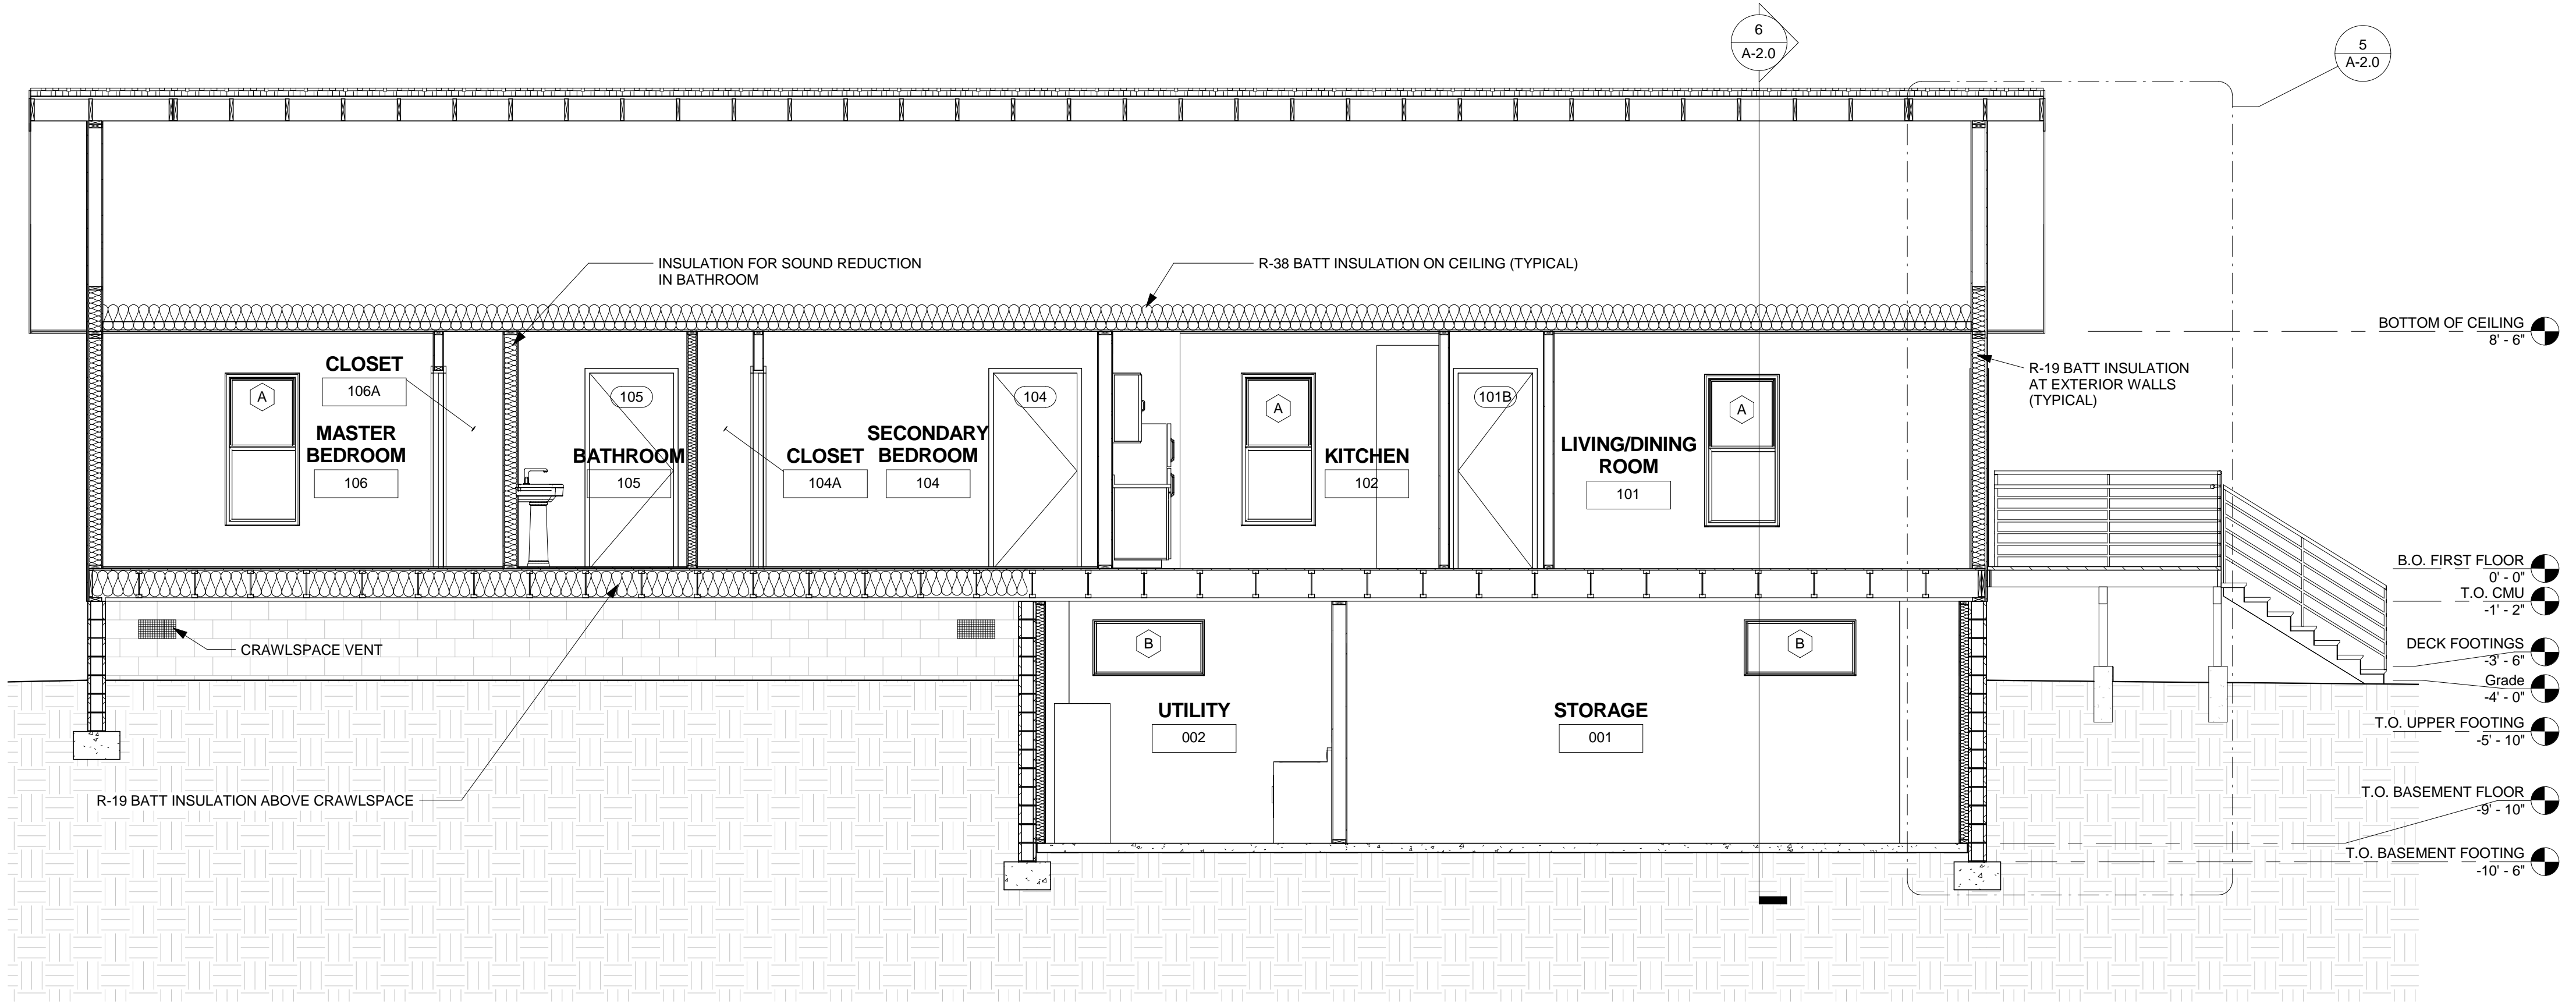 6
A-2.0
5
A-2.0
INSULATION FOR SOUND REDUCTION
IN BATHROOM
R-38 BATT INSULATION ON CEILING (TYPICAL)
BOTTOM OF CEILING
8' - 6"
R-19 BATT INSULATION
AT EXTERIOR WALLS
(TYPICAL)
A
CLOSET
106A
MASTER
BEDROOM
106
BATHROOM
105
105
CLOSET
104A
SECONDARY
BEDROOM
104
104
A
KITCHEN
102
101B
LIVING/DINING
ROOM
101
A
B.O. FIRST FLOOR
0' - 0"
T.O. CMU
-1' - 2"
DECK FOOTINGS
-3' - 6"
Grade
-4' - 0"
T.O. UPPER FOOTING
-5' - 10"
T.O. BASEMENT FLOOR
-9' - 10"
T.O. BASEMENT FOOTING
-10' - 6"
CRAWLSPACE VENT
B
B
UTILITY
002
STORAGE
001
R-19 BATT INSULATION ABOVE CRAWLSPACE